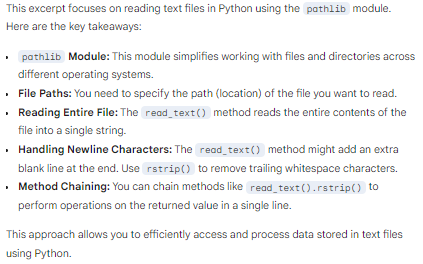 This excerpt focuses on reading text files in Python using the pathlib module.
Here are the key takeaways:
• pathlib Module: This module simplifies working with files and directories across
different operating systems.
• File Paths: You need to specify the path (location) of the file you want to read.
• Reading Entire File: The read_text() method reads the entire contents of the
file into a single string.
• Handling Newline Characters: The read_text() method might add an extra
blank line at the end. Use rstrip() to remove trailing whitespace characters.
• Method Chaining: You can chain methods like read_text().rstrip() to
perform operations on the returned value in a single line.
This approach allows you to efficiently access and process data stored in text files
using Python.